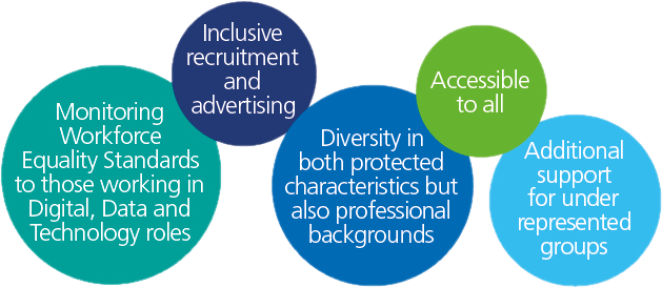 Monitoring
Workforce
Equality Standards
to those working in
Digital, Data and
Technology roles
Inclusive
recruitment
and
advertising
Diversity in
both protected
characteristics but
also professional
backgrounds
Accessible
to all
Additional
support
for under
represented
groups